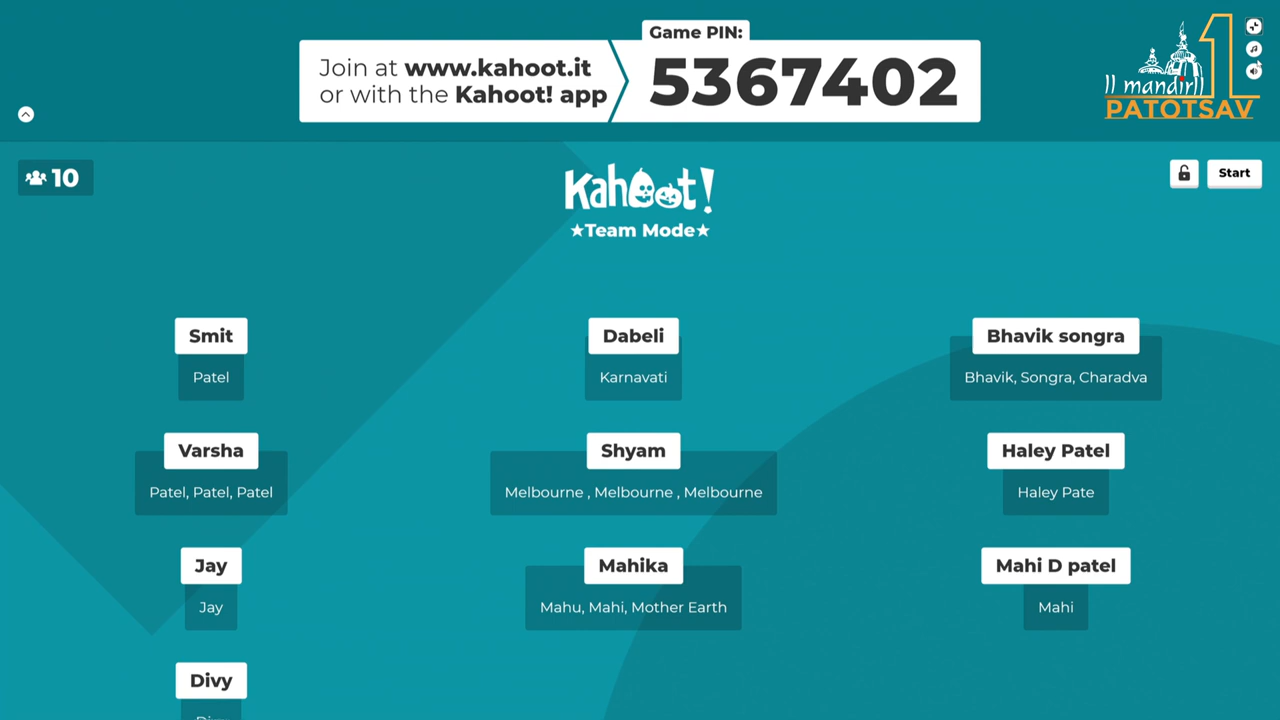 Game PIN:
Join at www.kahoot.it
or with the Kahoot! app
5367402
ll mandir ll
1
PATOTSAV
10
Kahoot!
★Team Mode★
Start
Smit
Patel
Dabeli
Karnavati
Bhavik songra
Bhavik, Songra, Charadva
Varsha
Patel, Patel, Patel
Shyam
Melbourne , Melbourne , Melbourne
Haley Patel
Haley Pate
Jay
Jay
Mahika
Mahu, Mahi, Mother Earth
Mahi D patel
Mahi
Divy